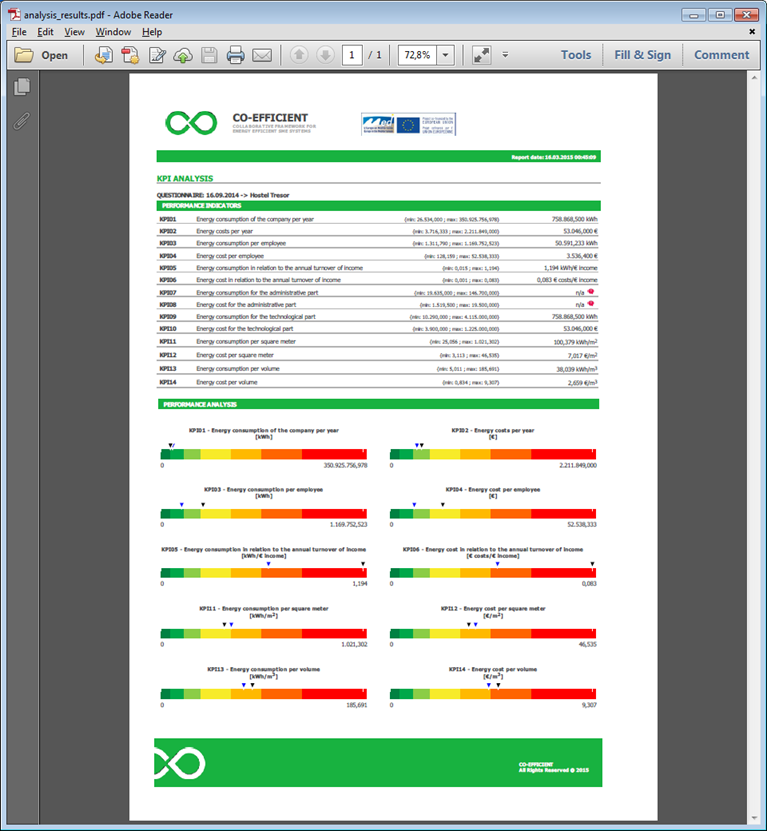 analysis_results.pdf - Adobe Reader
File Edit View Window Help
Open 1 / 1 72,8% Tools Fill & Sign Comment
CO-EFFICIENT
COLLABORATIVE FRAMEWORK FOR
ENERGY EFFICIENT SME SYSTEMS
Med
Report date: 16.03.2015 00:45:09
KPI ANALYSIS
QUESTIONNAIRE: 16.09.2014 -> Hostel Tresor
PERFORMANCE INDICATORS
KPI01 Energy consumption of the company per year (min: 26.534,000 ; max: 350.925.756,978) 758.868,500 kWh
KPI02 Energy costs per year (min: 3.716,333 ; max: 2.211.849,000) 53.046,000 €
KPI03 Energy consumption per employee (min: 1.311,790 ; max: 1.169.752,523) 50.591,233 kWh
KPI04 Energy cost per employee (min: 128,159 ; max: 52.538,333) 3.536,400 €
KPI05 Energy consumption in relation to the annual turnover of income (min: 0,015 ; max: 1,194) 1,194 kWh/€ income
KPI06 Energy cost in relation to the annual turnover of income (min: 0,001 ; max: 0,083) 0,083 € costs/€ income
KPI07 Energy consumption for the administrative part (min: 19.635,000 ; max: 146.700,000) n/a
KPI08 Energy cost for the administrative part (min: 1.519,500 ; max: 19.500,000) n/a
KPI09 Energy consumption for the technological part (min: 10.290,000 ; max: 4.115.000,000) 758.868,500 kWh
KPI10 Energy cost for the technological part (min: 3.900,000 ; max: 1.225.000,000) 53.046,000 €
KPI11 Energy consumption per square meter (min: 25,056 ; max: 1.021,302) 100,379 kWh/m²
KPI12 Energy cost per square meter (min: 3,113 ; max: 46,535) 7,017 €/m²
KPI13 Energy consumption per volume (min: 5,011 ; max: 185,691) 38,039 kWh/m³
KPI14 Energy cost per volume (min: 0,834 ; max: 9,307) 2,659 €/m³
PERFORMANCE ANALYSIS
KPI01 - Energy consumption of the company per year
[kWh]
0 350.925.756,978
KPI02 - Energy costs per year
[€]
0 2.211.849,000
KPI03 - Energy consumption per employee
[kWh]
0 1.169.752,523
KPI04 - Energy cost per employee
[€]
0 52.538,333
KPI05 - Energy consumption in relation to the annual turnover of income
[kWh/€ income]
0 1,194
KPI06 - Energy cost in relation to the annual turnover of income
[€ costs/€ income]
0 0,083
KPI11 - Energy consumption per square meter
[kWh/m²]
0 1.021,302
KPI12 - Energy cost per square meter
[€/m²]
0 46,535
KPI13 - Energy consumption per volume
[kWh/m³]
0 185,691
KPI14 - Energy cost per volume
[€/m³]
0 9,307
CO-EFFICIENT
All Rights Reserved @ 2015